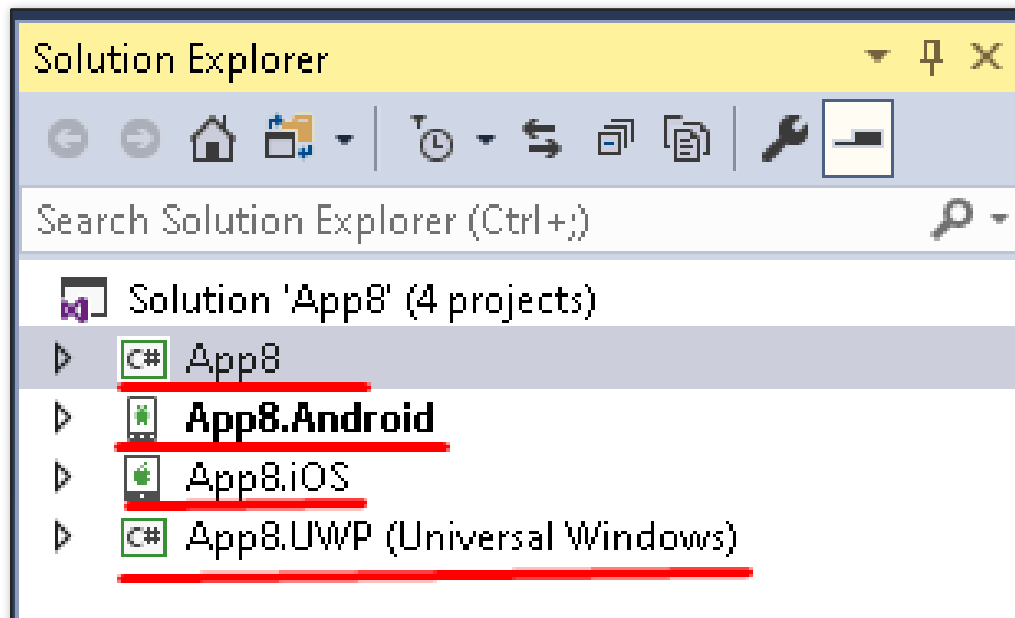 Solution Explorer
Search Solution Explorer (Ctrl+;)
Solution 'App8' (4 projects)
C# App8
App8.Android
App8.iOS
C# App8.UWP (Universal Windows)